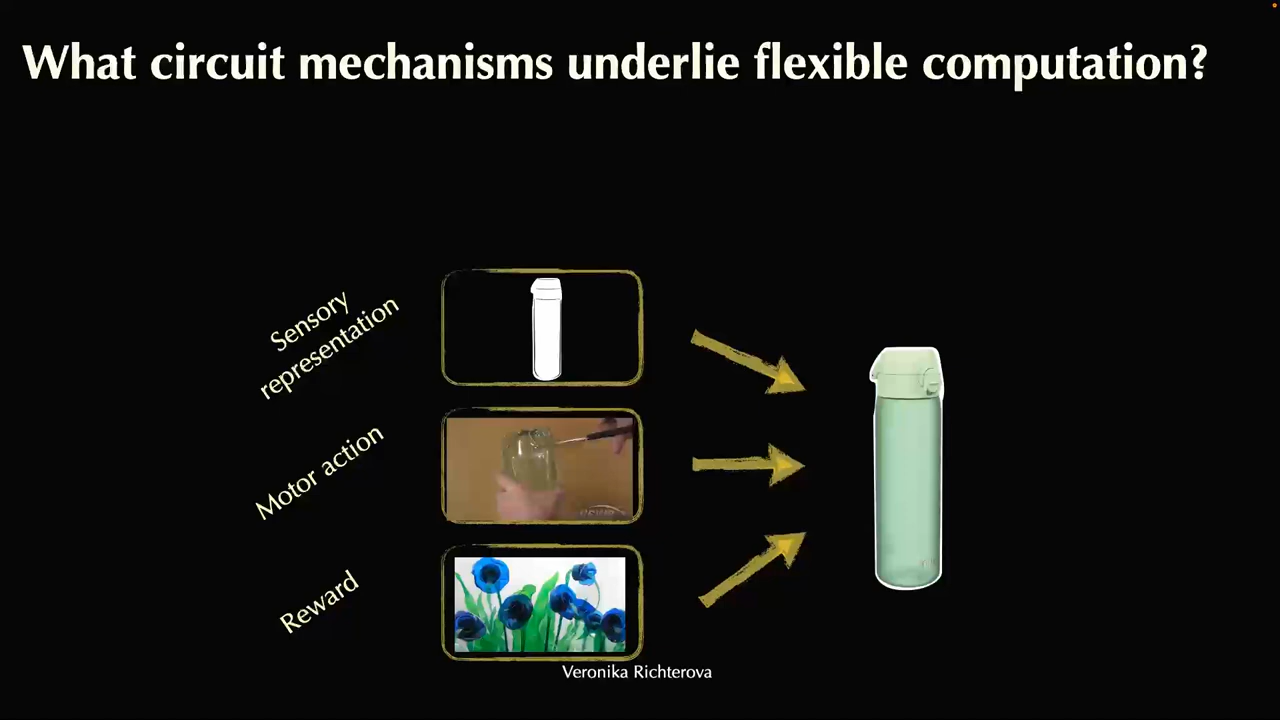 What circuit mechanisms underlie flexible computation?
Sensory
representation
Motor action
Reward
Veronika Richterova